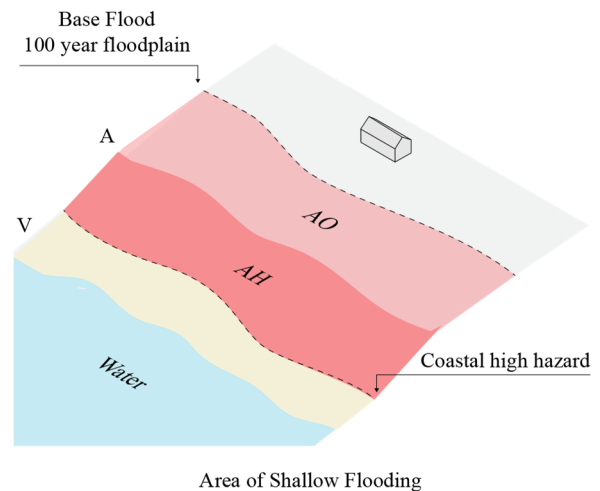 Base Flood
100 year floodplain
A
V
AO
AH
Water
Coastal high hazard
Area of Shallow Flooding